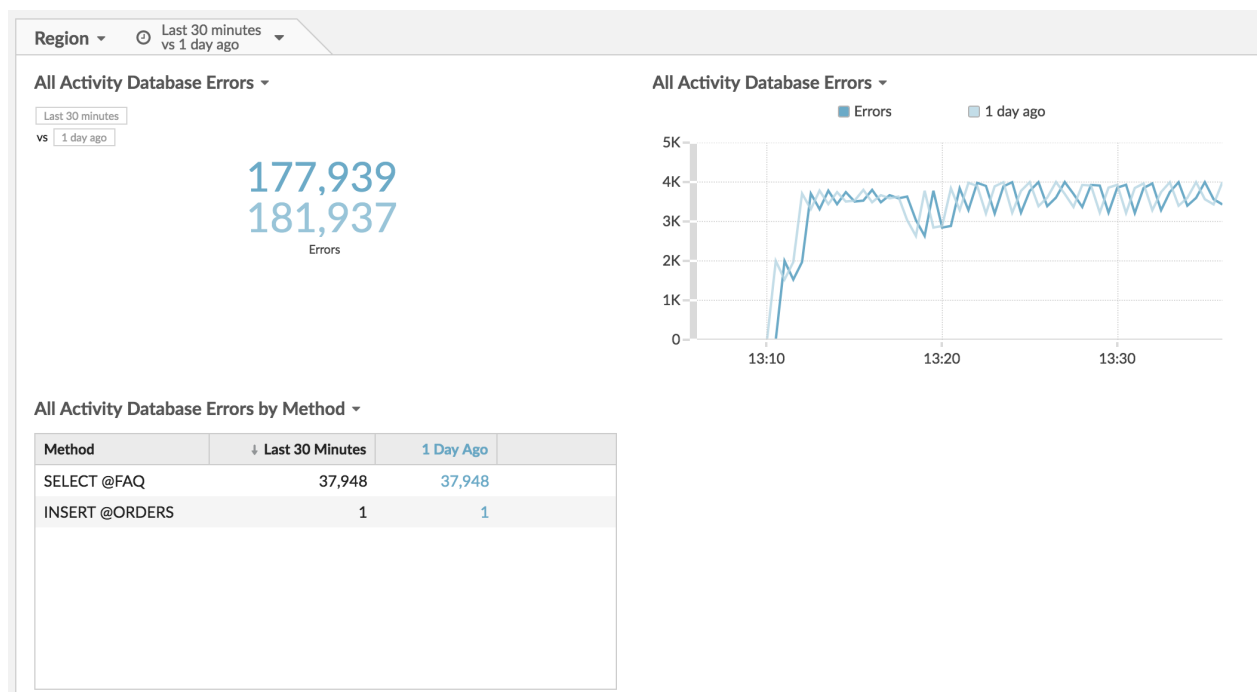 Region
Last 30 minutes
vs 1 day ago
All Activity Database Errors
Last 30 minutes
vs 1 day ago
177,939
181,937
Errors
All Activity Database Errors
Errors 1 day ago
5K
4K
3K
2K
1K
0
13:10 13:20 13:30
All Activity Database Errors by Method
Method ↓ Last 30 Minutes 1 Day Ago
SELECT @FAQ 37,948 37,948
INSERT @ORDERS 1 1